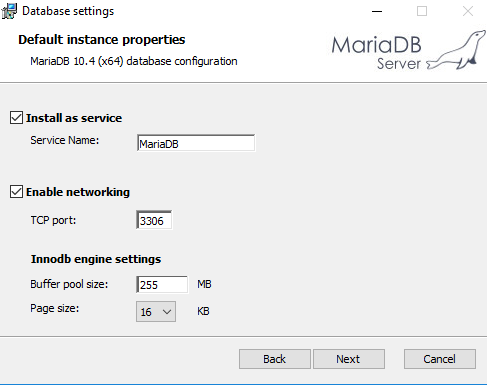 Database settings
Default instance properties
MariaDB 10.4 (x64) database configuration
MariaDB
Server
Install as service
Service Name: MariaDB
Enable networking
TCP port: 3306
Innodb engine settings
Buffer pool size: 255 MB
Page size: 16 KB
Back Next Cancel